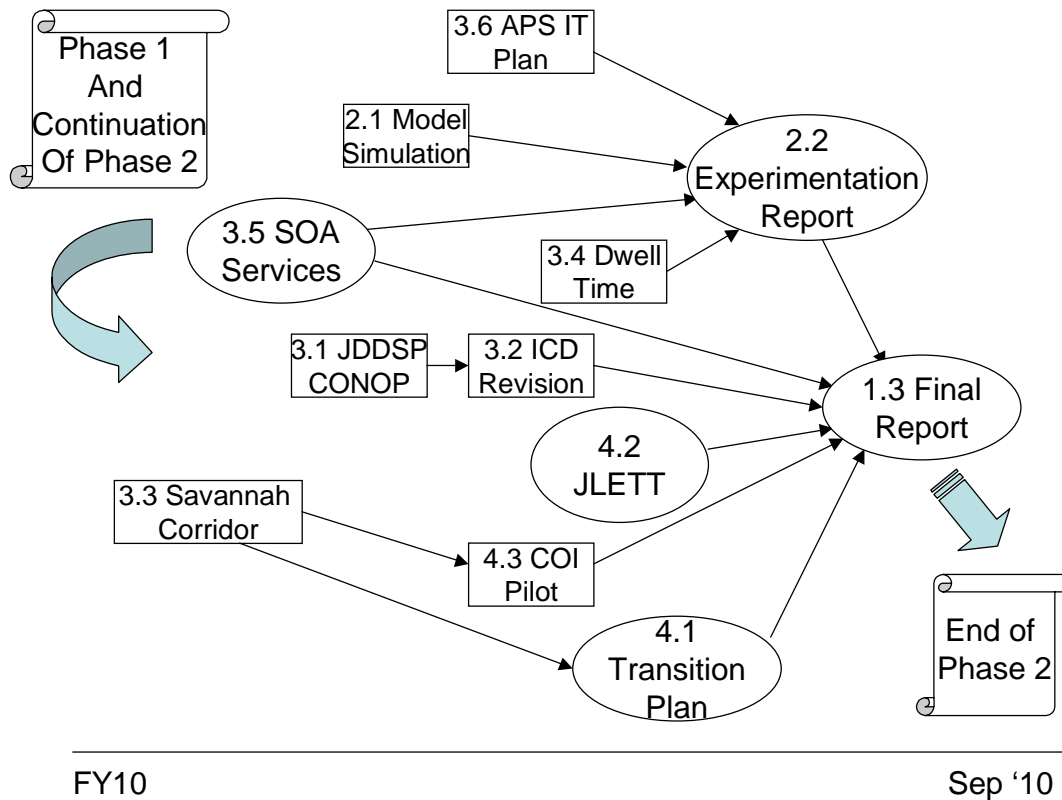 Phase 1
And
Continuation
Of Phase 2
3.6 APS IT
Plan
2.1 Model
Simulation
2.2
Experimentation
Report
3.5 SOA
Services
3.4 Dwell
Time
3.1 JDDSP
CONOP
3.2 ICD
Revision
1.3 Final
Report
4.2
JLETT
3.3 Savannah
Corridor
4.3 COI
Pilot
4.1
Transition
Plan
End of
Phase 2
FY10
Sep ‘10